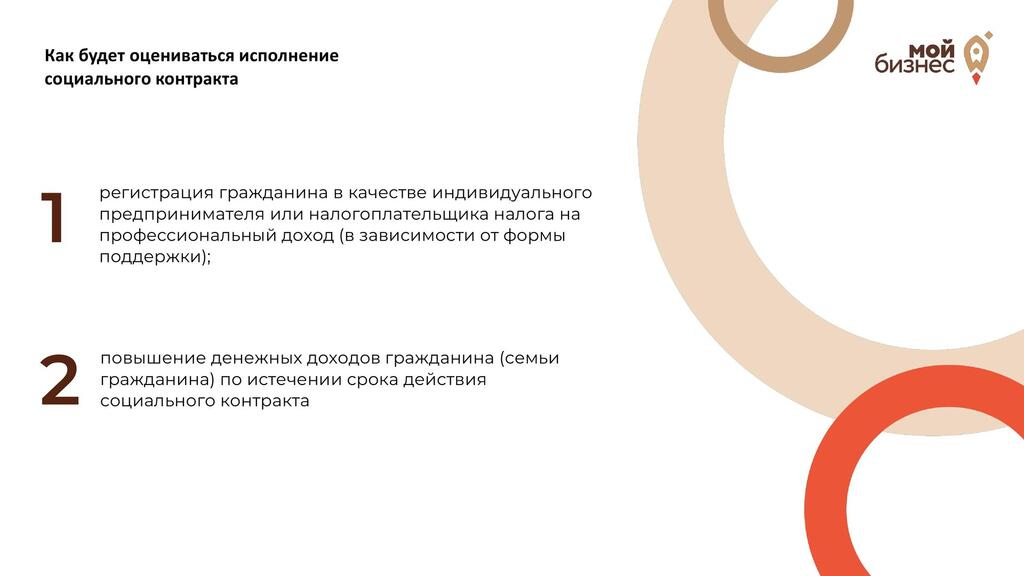 Как будет оцениваться исполнение
социального контракта
мой
бизнес
1
регистрация гражданина в качестве индивидуального
предпринимателя или налогоплательщика налога на
профессиональный доход (в зависимости от формы
поддержки);
2
повышение денежных доходов гражданина (семьи
гражданина) по истечении срока действия
социального контракта